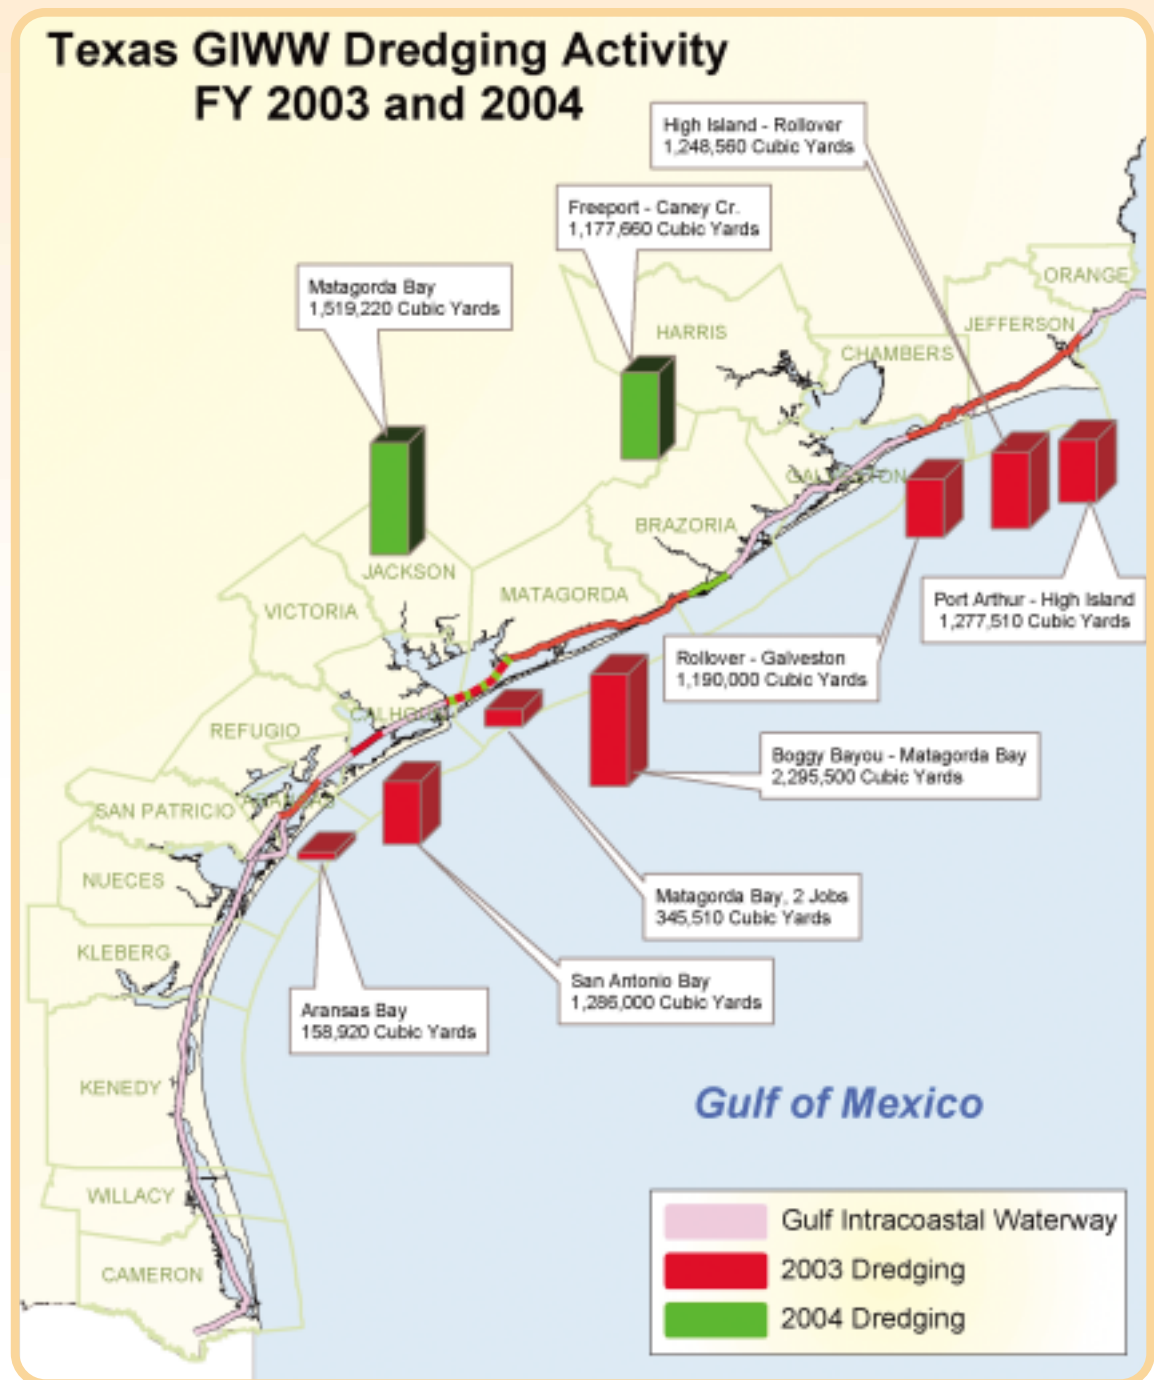 Texas GIWW Dredging Activity
FY 2003 and 2004
High Island - Rollover
1,248,560 Cubic Yards
Freeport - Caney Cr.
1,177,660 Cubic Yards
Matagorda Bay
1,519,220 Cubic Yards
ORANGE
JEFFERSON
HARRIS
CHAMBERS
GALVESTON
BRAZORIA
JACKSON
MATAGORDA
VICTORIA
Port Arthur - High Island
1,277,510 Cubic Yards
Rollover - Galveston
1,190,000 Cubic Yards
CALHOUN
REFUGIO
Boggy Bayou - Matagorda Bay
2,295,500 Cubic Yards
SAN PATRICIO
NUECES
Matagorda Bay, 2 Jobs
345,510 Cubic Yards
KLEBERG
San Antonio Bay
1,286,000 Cubic Yards
Aransas Bay
158,920 Cubic Yards
KENEDY
Gulf of Mexico
WILLACY
CAMERON
Gulf Intracoastal Waterway
2003 Dredging
2004 Dredging